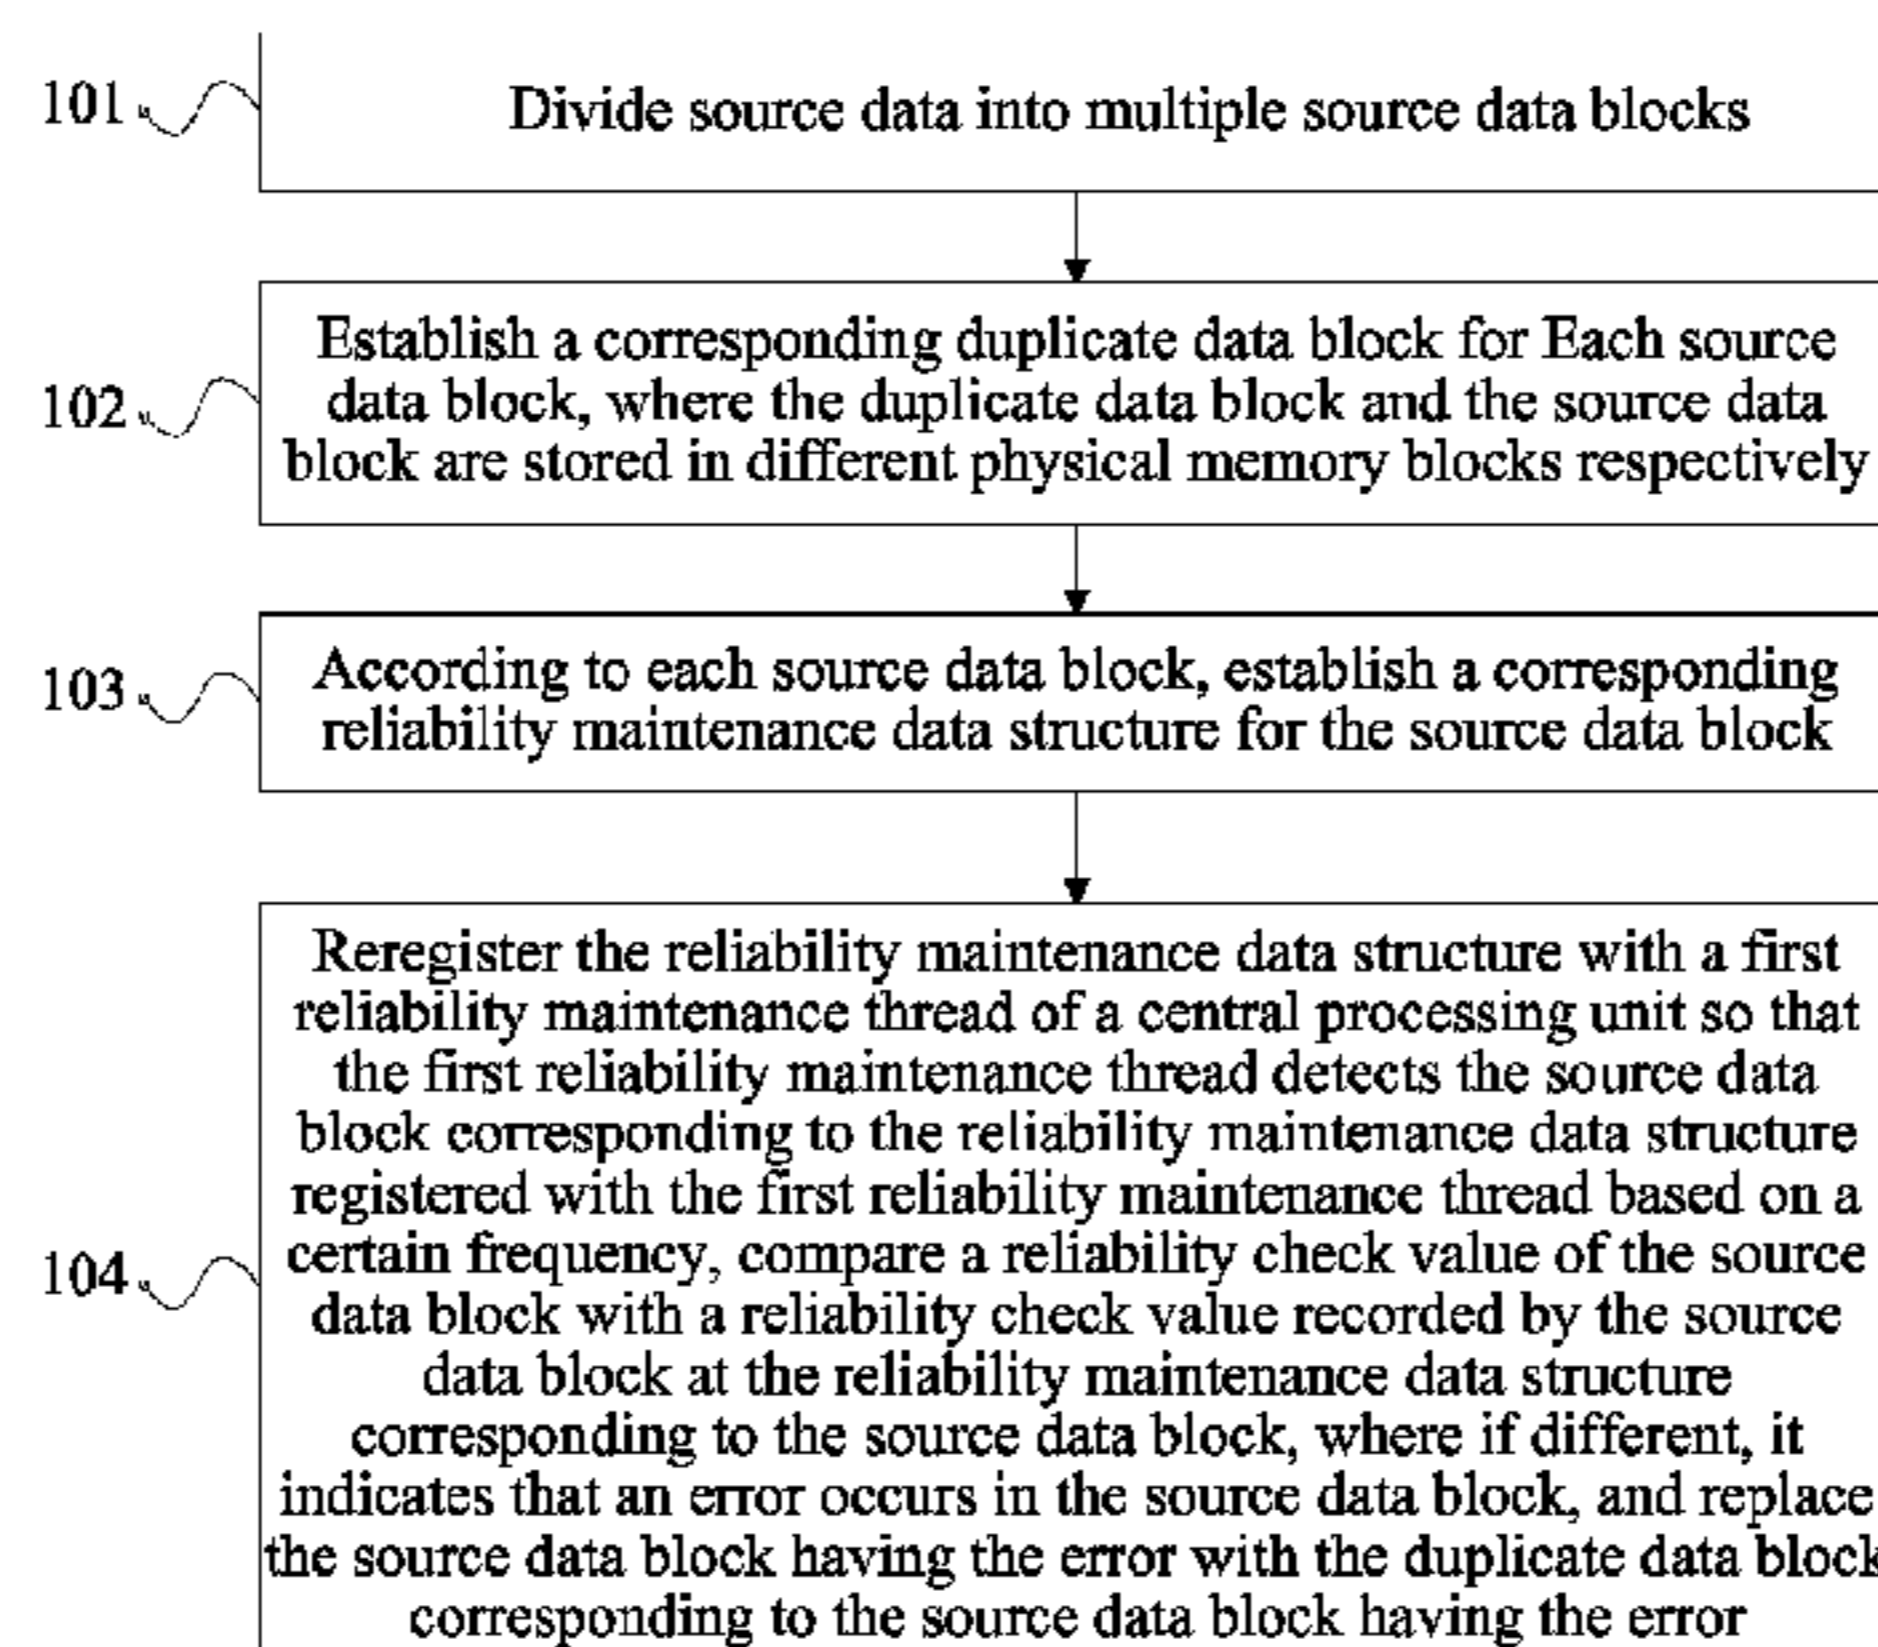 101
Divide source data into multiple source data blocks
102
Establish a corresponding duplicate data block for Each source
data block, where the duplicate data block and the source data
block are stored in different physical memory blocks respectively
103
According to each source data block, establish a corresponding
reliability maintenance data structure for the source data block
104
Reregister the reliability maintenance data structure with a first
reliability maintenance thread of a central processing unit so that
the first reliability maintenance thread detects the source data
block corresponding to the reliability maintenance data structure
registered with the first reliability maintenance thread based on a
certain frequency, compare a reliability check value of the source
data block with a reliability check value recorded by the source
data block at the reliability maintenance data structure
corresponding to the source data block, where if different, it
indicates that an error occurs in the source data block, and replace
the source data block having the error with the duplicate data block
corresponding to the source data block having the error